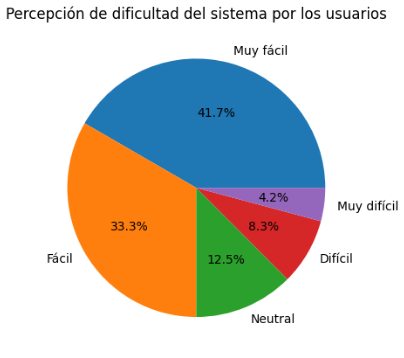 Percepción de dificultad del sistema por los usuarios
Muy fácil
41.7%
Fácil
33.3%
Neutral
12.5%
Difícil
8.3%
Muy difícil
4.2%